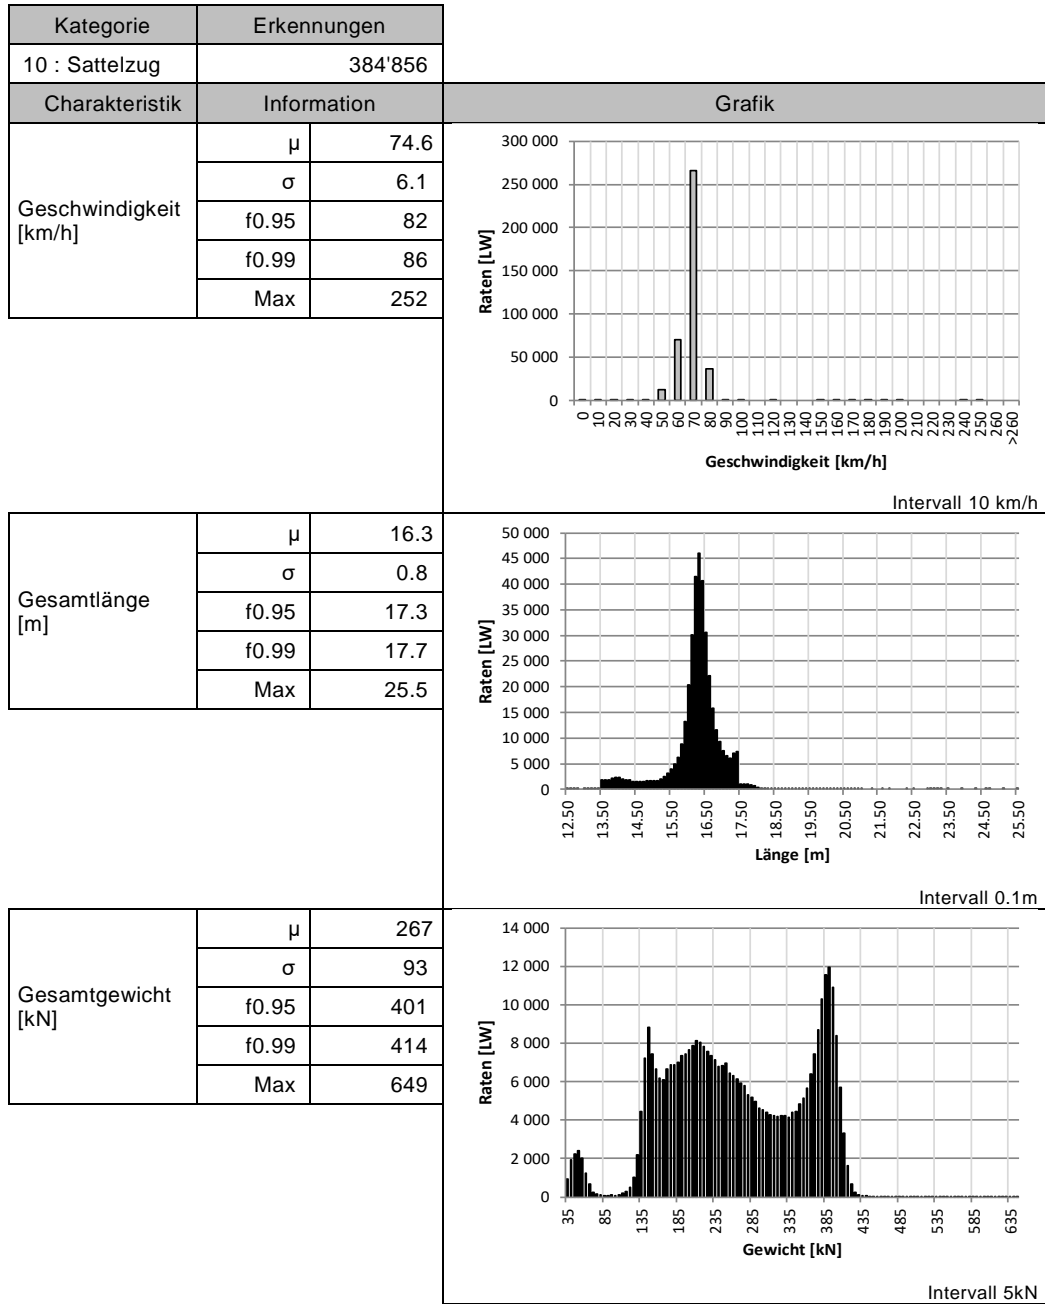 Kategorie Erkennungen
10 : Sattelzug 384'856
Charakteristik Information Grafik
Geschwindigkeit [km/h]
μ 74.6
σ 6.1
f0.95 82
f0.99 86
Max 252
300 000
250 000
200 000
150 000
100 000
50 000
0
Raten [LW]
0 10 20 30 40 50 60 70 80 90 100 110 120 130 140 150 160 170 180 190 200 210 220 230 240 250 260 >260
Geschwindigkeit [km/h]
Intervall 10 km/h
Gesamtlänge [m]
μ 16.3
σ 0.8
f0.95 17.3
f0.99 17.7
Max 25.5
50 000
45 000
40 000
35 000
30 000
25 000
20 000
15 000
10 000
5 000
0
Raten [LW]
12.50 13.50 14.50 15.50 16.50 17.50 18.50 19.50 20.50 21.50 22.50 23.50 24.50 25.50
Länge [m]
Intervall 0.1m
Gesamtgewicht [kN]
μ 267
σ 93
f0.95 401
f0.99 414
Max 649
14 000
12 000
10 000
8 000
6 000
4 000
2 000
0
Raten [LW]
35 85 135 185 235 285 335 385 435 485 535 585 635
Gewicht [kN]
Intervall 5kN